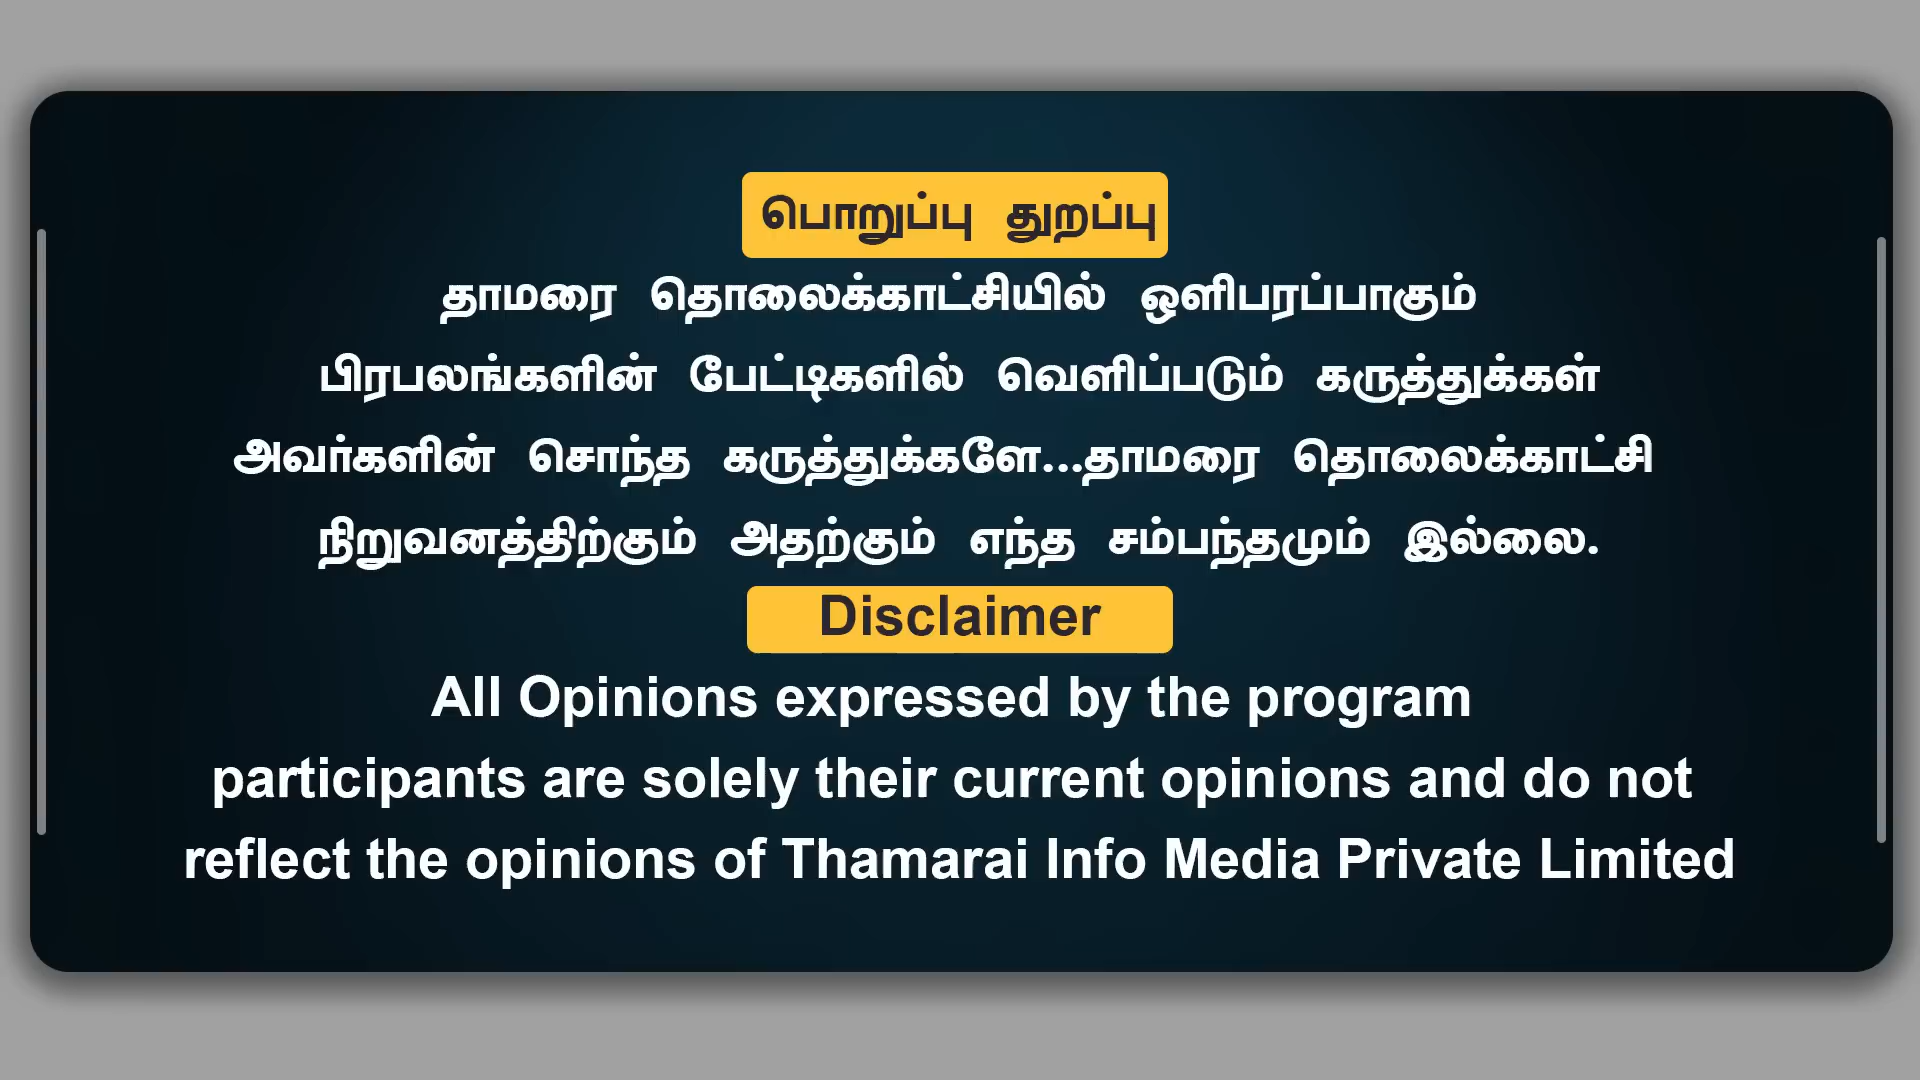 பொறுப்பு துறப்பு
தாமரை தொலைக்காட்சியில் ஒளிபரப்பாகும்
பிரபலங்களின் பேட்டிகளில் வெளிப்படும் கருத்துக்கள்
அவர்களின் சொந்த கருத்துக்களே...தாமரை தொலைக்காட்சி
நிறுவனத்திற்கும் அதற்கும் எந்த சம்பந்தமும் இல்லை.
Disclaimer
All Opinions expressed by the program
participants are solely their current opinions and do not
reflect the opinions of Thamarai Info Media Private Limited